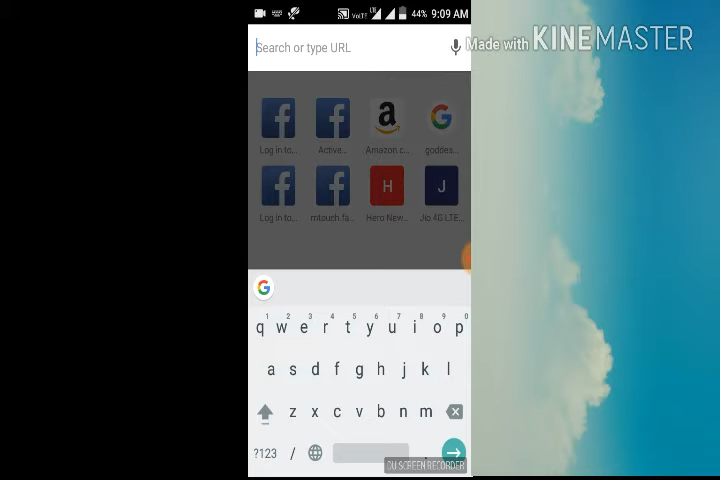 VoLTE LTE 44% 9:09 AM
Search or type URL
Made with KINEMASTER
a G
Log in to... Active... Amazon.c... goddes...
H J
Log in to... mtouch.fa... Hero New... Jio 4G LTE...
G
1 2 3 4 5 6 7 8 9 0
q w e r t y u i o p
a s d f g h j k l
z x c v b n m
?123 / .
DU SCREEN RECORDER